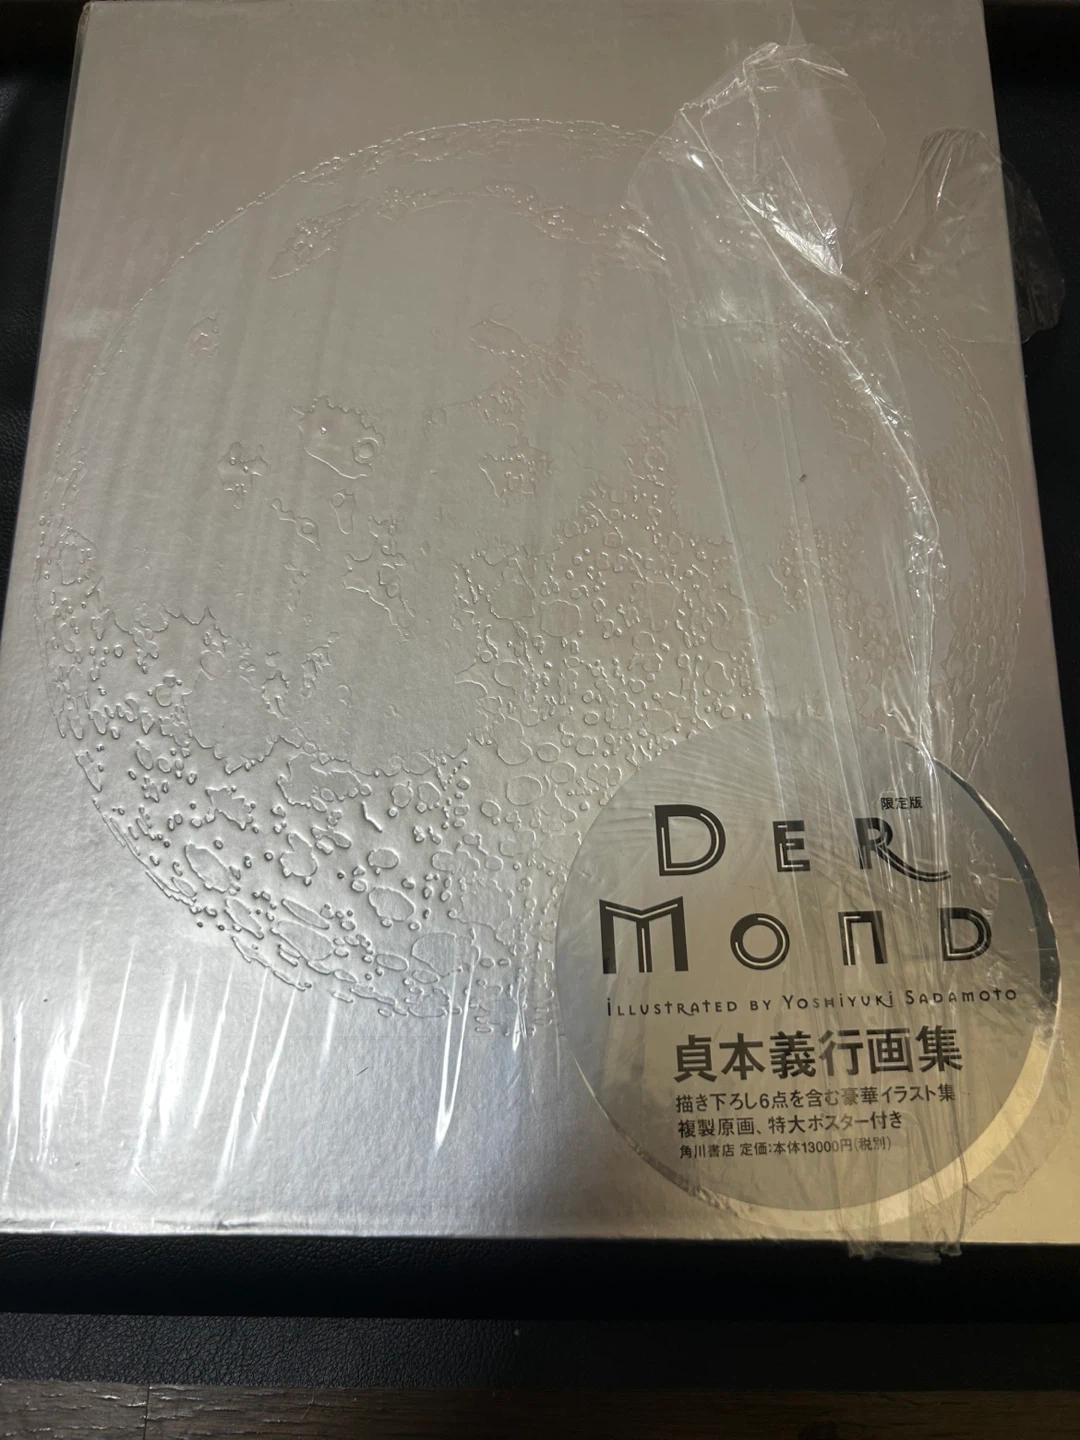 限定版
DER
MOND
ILLUSTRATED BY YOSHIYUKI SADAMOTO
貞本義行画集
描き下ろし6点を含む豪華イラスト集
複製原画、特大ポスター付き
角川書店 定価:本体13000円(税別)